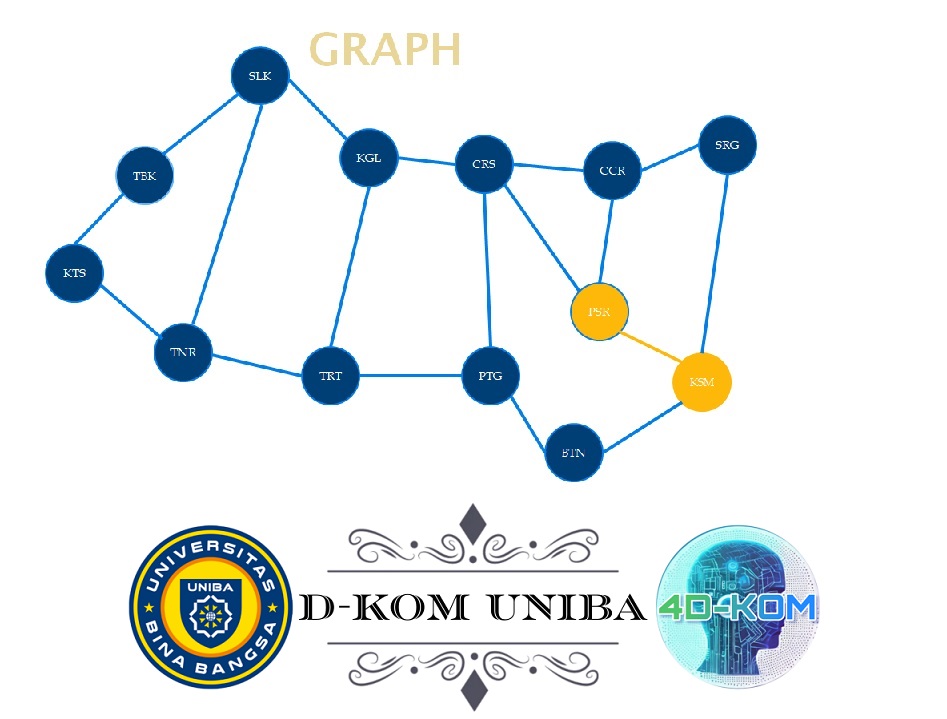 GRAPH
SLK
KGL
CRS
CCR
SRG
TBK
KTS
PSR
TNR
TRT
PTG
KSM
BTN
UNIVERSITAS
UNIBA
BINA BANGSA
D-KOM UNIBA
4D-KOM